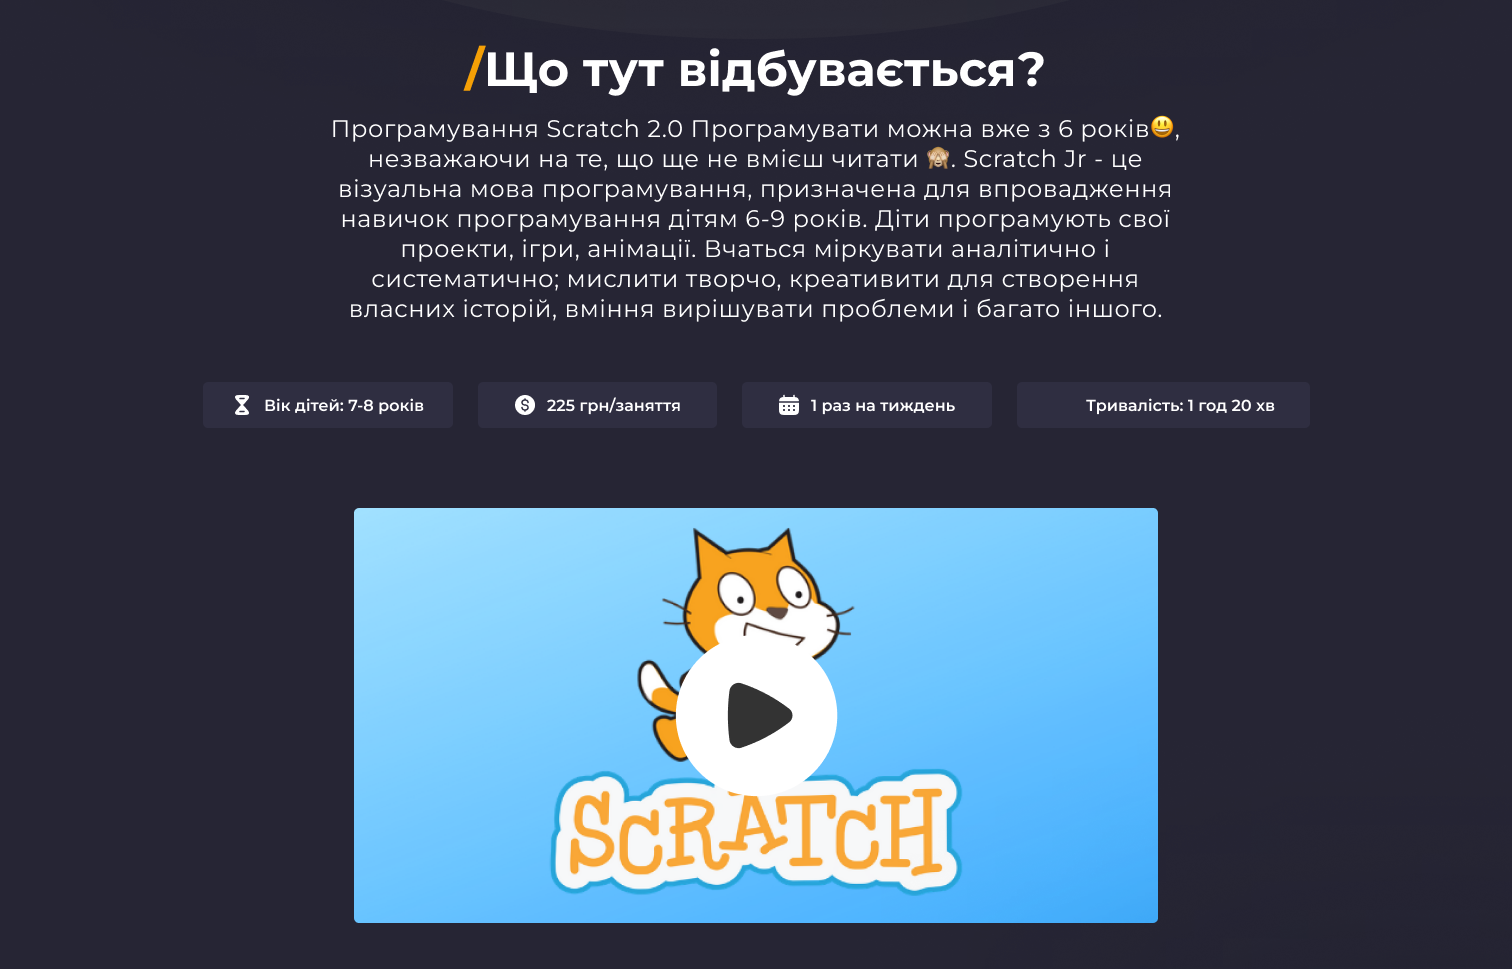 /Що тут відбувається?
Програмування Scratch 2.0 Програмувати можна вже з 6 років😃,
незважаючи на те, що ще не вмієш читати 🙈. Scratch Jr - це
візуальна мова програмування, призначена для впровадження
навичок програмування дітям 6-9 років. Діти програмують свої
проекти, ігри, анімації. Вчаться міркувати аналітично і
систематично; мислити творчо, креативити для створення
власних історій, вміння вирішувати проблеми і багато іншого.
Вік дітей: 7-8 років
225 грн/заняття
1 раз на тиждень
Тривалість: 1 год 20 хв
SCRATCH